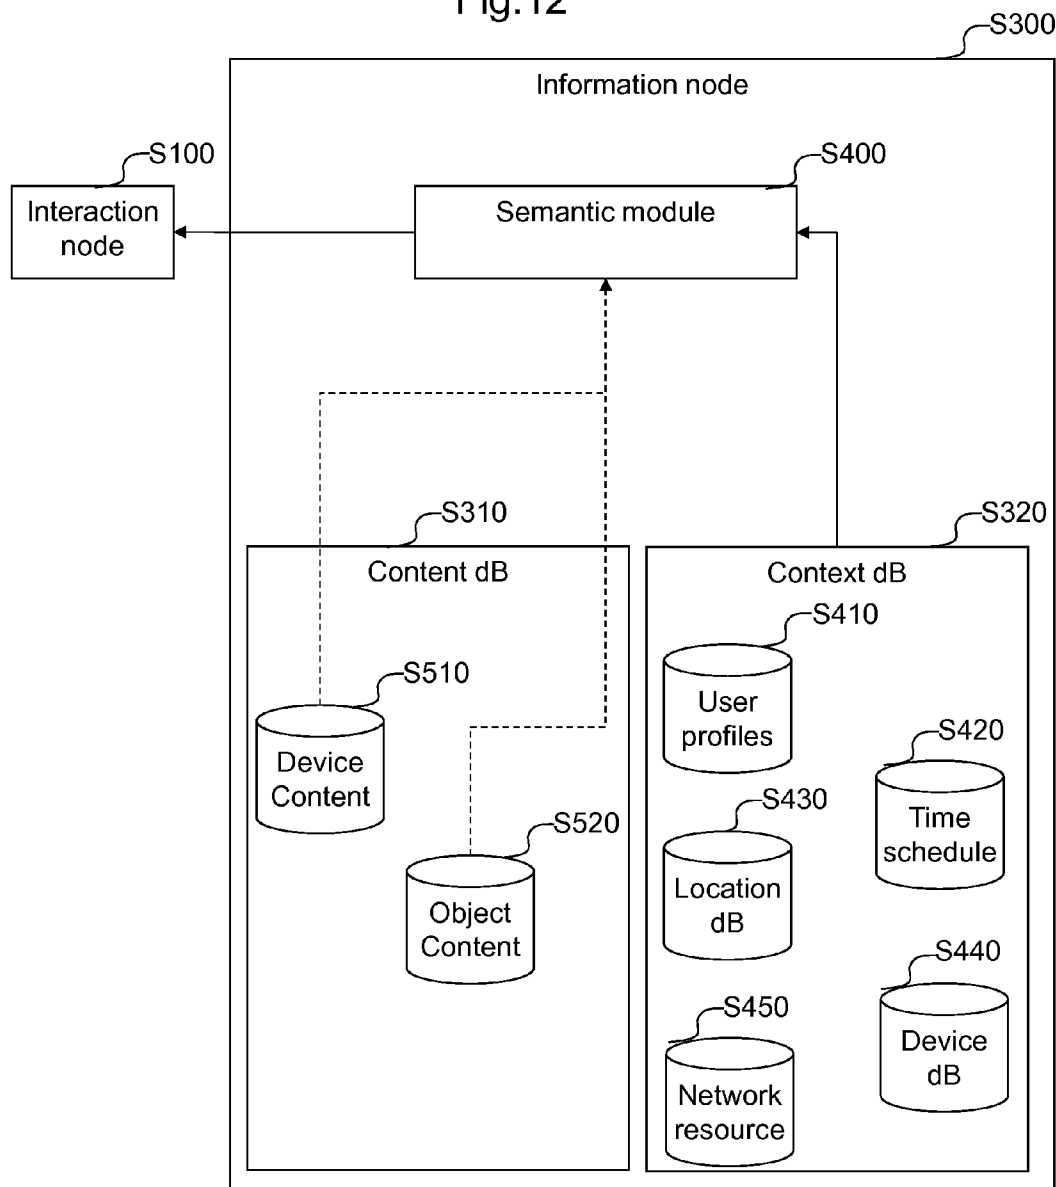 Fig.12
S300
Information node
S100
S400
Interaction
node
Semantic module
S310
S320
Content dB
Context dB
S410
User
profiles
S510
Device
Content
S420
Time
schedule
S430
Location
dB
S520
Object
Content
S440
Device
dB
S450
Network
resource